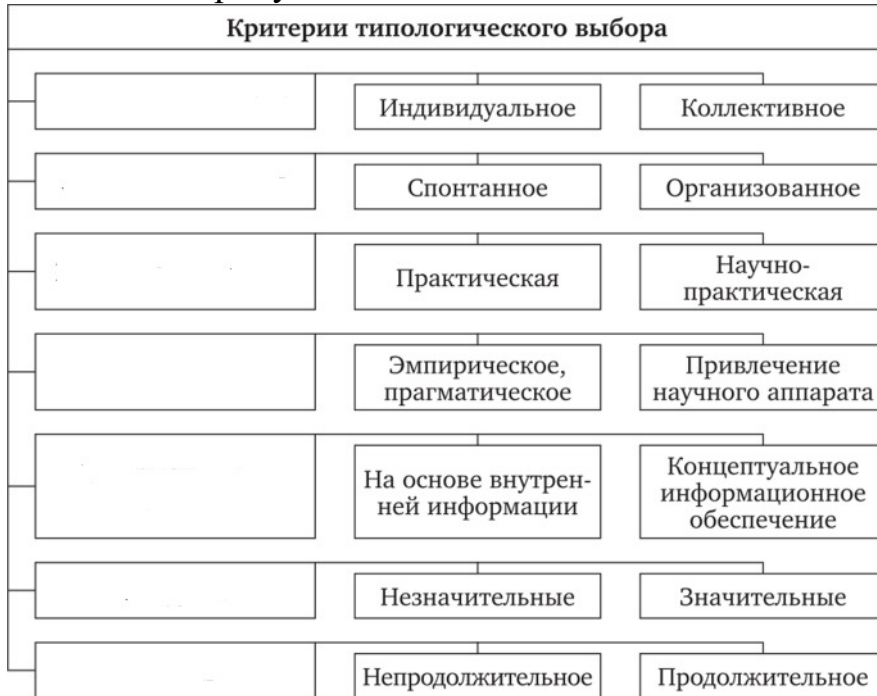 Критерии типологического выбора
Индивидуальное
Коллективное
Спонтанное
Организованное
Практическая
Научно-
практическая
Эмпирическое,
прагматическое
Привлечение
научного аппарата
На основе внутрен-
ней информации
Концептуальное
информационное
обеспечение
Незначительные
Значительные
Непродолжительное
Продолжительное